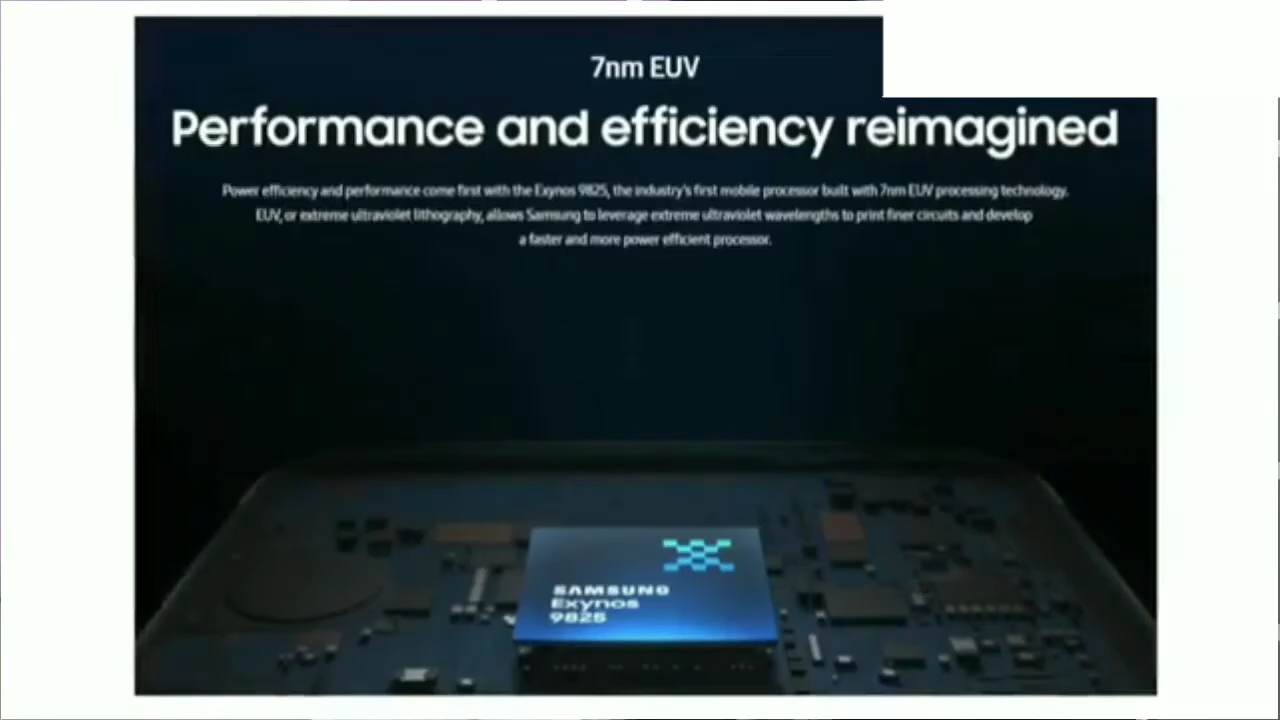 7nm EUV
Performance and efficiency reimagined
Power efficiency and performance come first with the Exynos 9825, the industry's first mobile processor built with 7nm EUV processing technology.
EUV, or extreme ultraviolet lithography, allows Samsung to leverage extreme ultraviolet wavelengths to print finer circuits and develop
a faster and more power efficient processor.
SAMSUNG
Exynos
9825